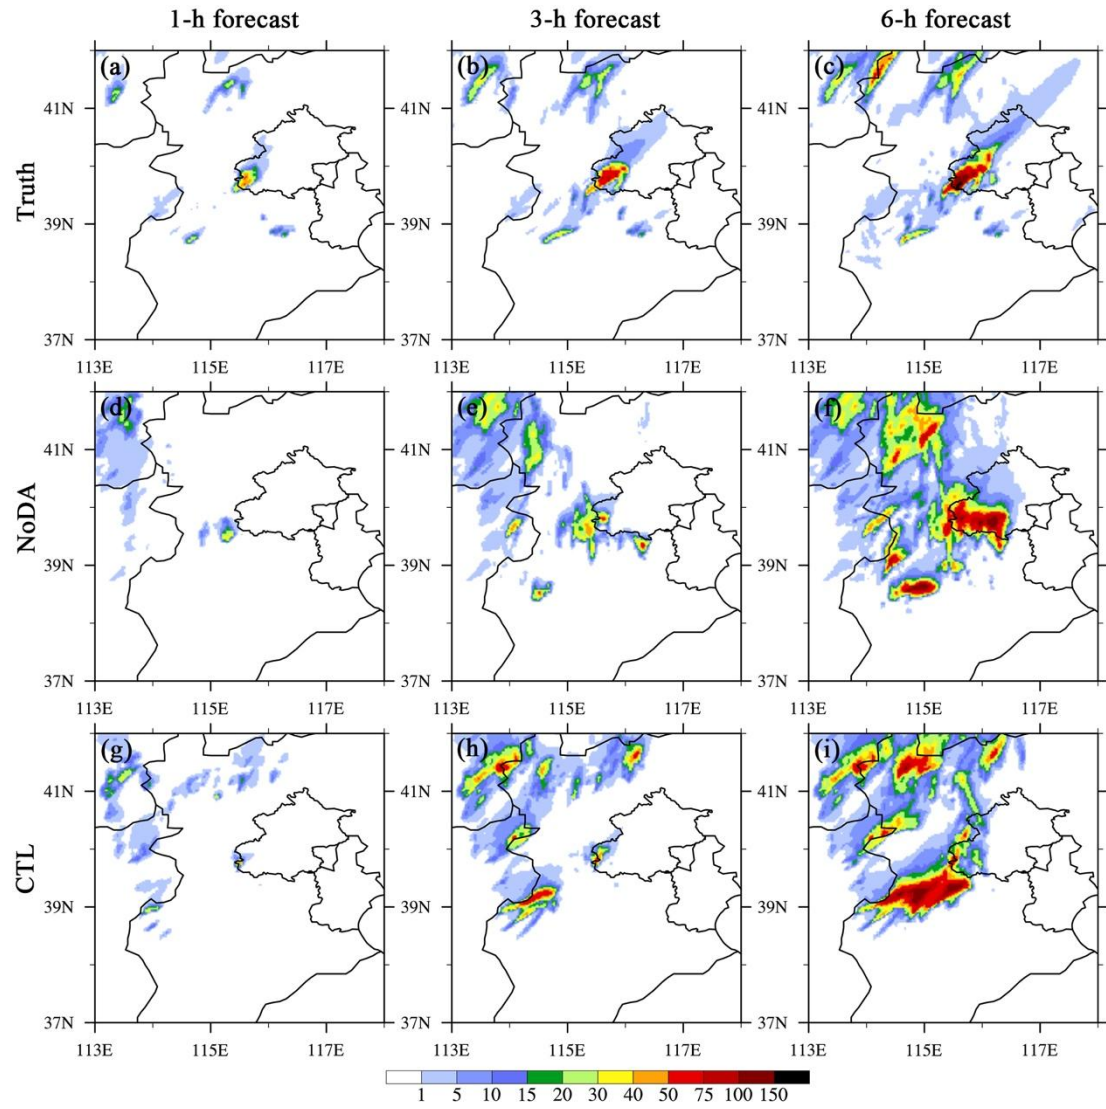 1-h forecast 3-h forecast 6-h forecast
Truth
(a) (b) (c)
41N 41N 41N
39N 39N 39N
37N 37N 37N
113E 115E 117E 113E 115E 117E 113E 115E 117E
NoDA
(d) (e) (f)
41N 41N 41N
39N 39N 39N
37N 37N 37N
113E 115E 117E 113E 115E 117E 113E 115E 117E
CTL
(g) (h) (i)
41N 41N 41N
39N 39N 39N
37N 37N 37N
113E 115E 117E 113E 115E 117E 113E 115E 117E
1 5 10 15 20 30 40 50 75 100 150